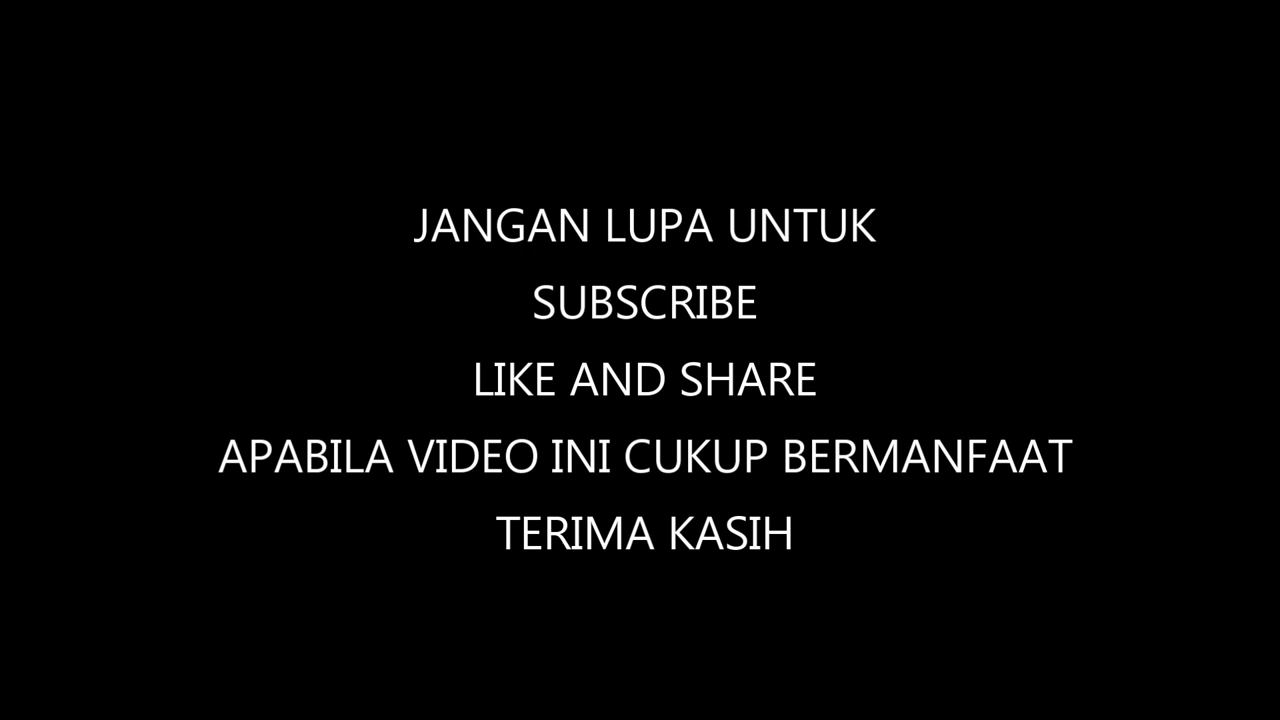 JANGAN LUPA UNTUK
SUBSCRIBE
LIKE AND SHARE
APABILA VIDEO INI CUKUP BERMANFAAT
TERIMA KASIH